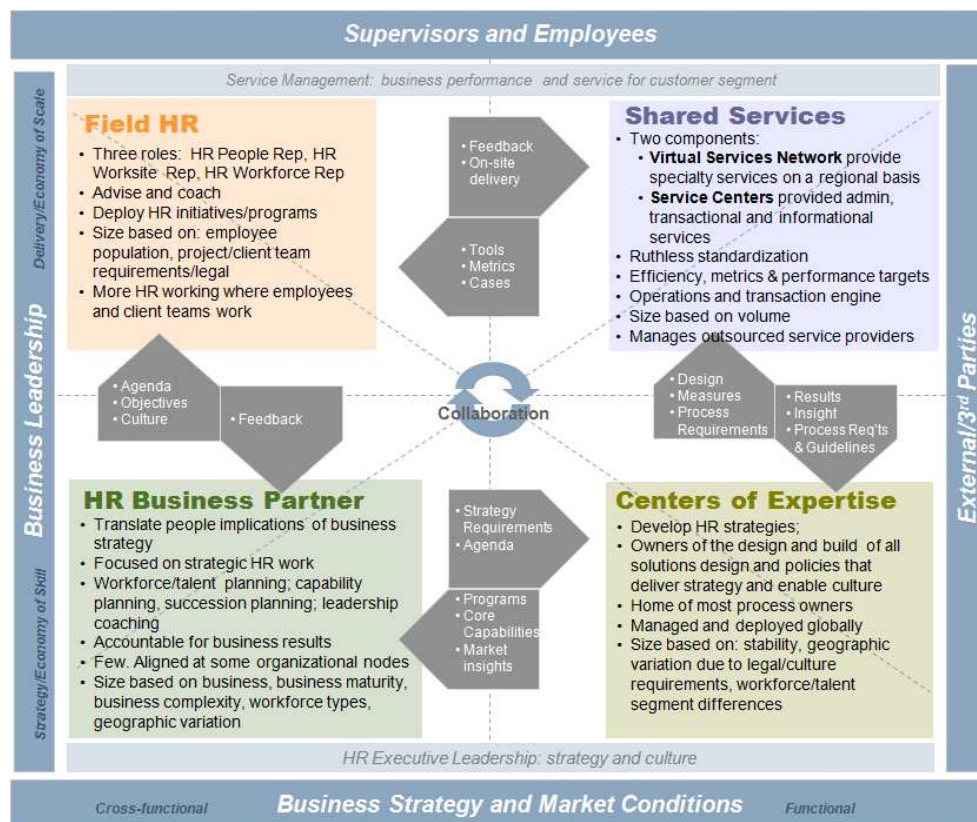 Supervisors and Employees
Service Management: business performance and service for customer segment
Delivery/Economy of Scale
Business Leadership
Strategy/Economy of Skill
External/3rd Parties
Field HR
• Three roles: HR People Rep, HR
Worksite Rep, HR Workforce Rep
• Advise and coach
• Deploy HR initiatives/programs
• Size based on: employee
population, project/client team
requirements/legal
• More HR working where employees
and client teams work
• Feedback
• On-site
delivery
• Tools
• Metrics
• Cases
Shared Services
• Two components:
• Virtual Services Network provide
specialty services on a regional basis
• Service Centers provided admin,
transactional and informational
services
• Ruthless standardization
• Efficiency, metrics & performance targets
• Operations and transaction engine
• Size based on volume
• Manages outsourced service providers
• Agenda
• Objectives
• Culture
• Feedback
Collaboration
• Design
• Measures
• Process
Requirements
• Results
• Insight
• Process Req'ts
& Guidelines
HR Business Partner
• Translate people implications of business
strategy
• Focused on strategic HR work
• Workforce/talent planning; capability
planning, succession planning; leadership
coaching
• Accountable for business results
• Few. Aligned at some organizational nodes
• Size based on business, business maturity,
business complexity, workforce types,
geographic variation
• Strategy
Requirements
• Agenda
• Programs
• Core
Capabilities
• Market
insights
Centers of Expertise
• Develop HR strategies;
• Owners of the design and build of all
solutions design and policies that
deliver strategy and enable culture
• Home of most process owners
• Managed and deployed globally
• Size based on: stability, geographic
variation due to legal/culture
requirements, workforce/talent
segment differences
HR Executive Leadership: strategy and culture
Cross-functional
Business Strategy and Market Conditions
Functional